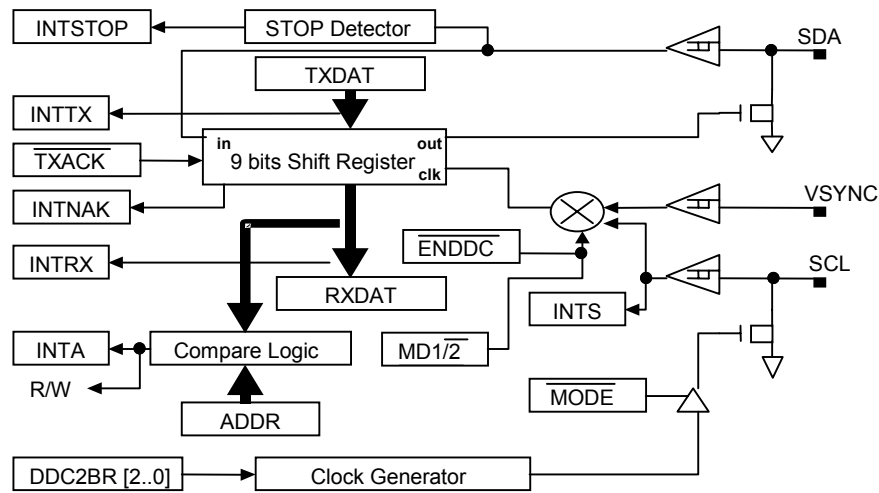 INTSTOP
STOP Detector
SDA
TXDAT
INTTX
in
out
TXACK
9 bits Shift Register
clk
INTNAK
VSYNC
ENDDC
INTRX
SCL
RXDAT
INTS
INTA
Compare Logic
MD1/2
R/W
MODE
ADDR
DDC2BR [2..0]
Clock Generator